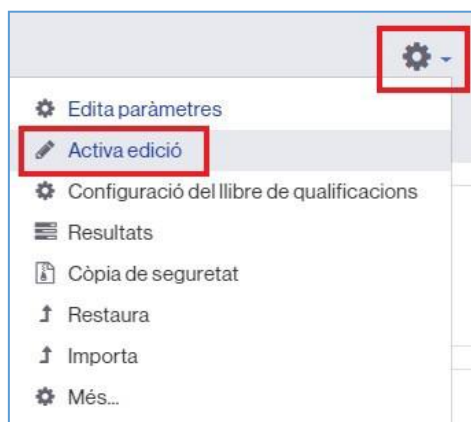 Edita paràmetres
Activa edició
Configuració del llibre de qualificacions
Resultats
Còpia de seguretat
Restaura
Importa
Més...